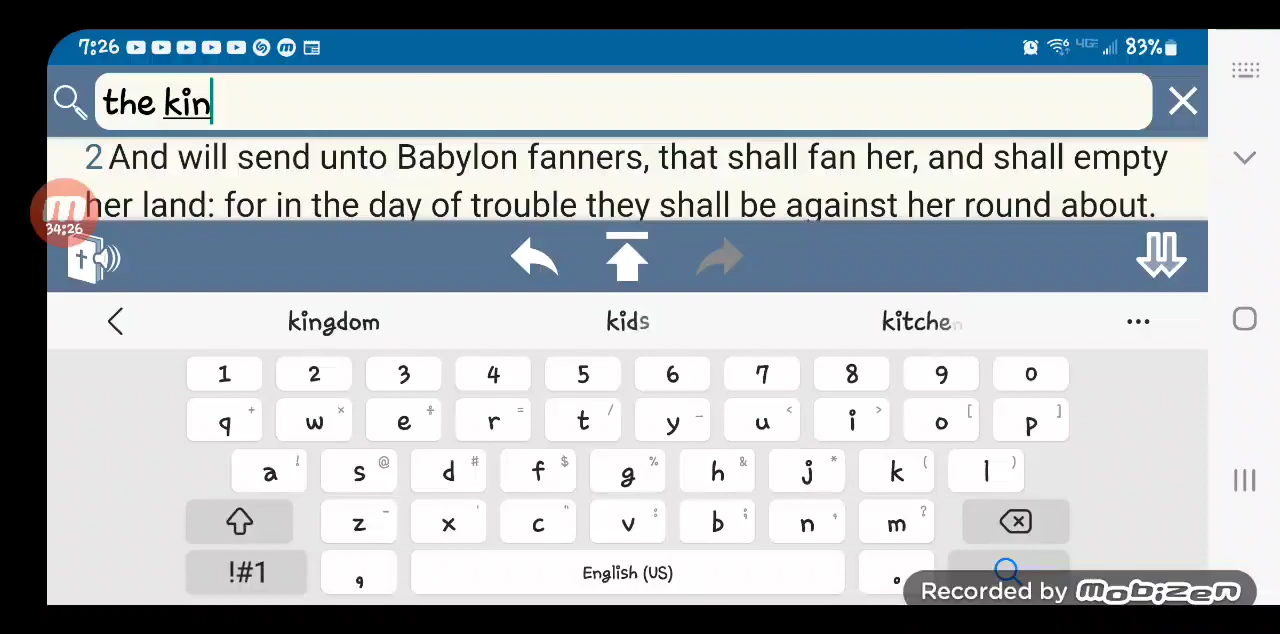 7:26 83%
the kin
2 And will send unto Babylon fanners, that shall fan her, and shall empty
her land: for in the day of trouble they shall be against her round about.
34:26
kingdom kids kitchen ...
1 2 3 4 5 6 7 8 9 0
q + w × e ÷ r = t / y _ u < i > o [ p ]
a ! s @ d # f $ g % h & j * k ( l )
z - x ' c " v : b ; n , m ?
!#1 , English (US) .
Recorded by mobizen